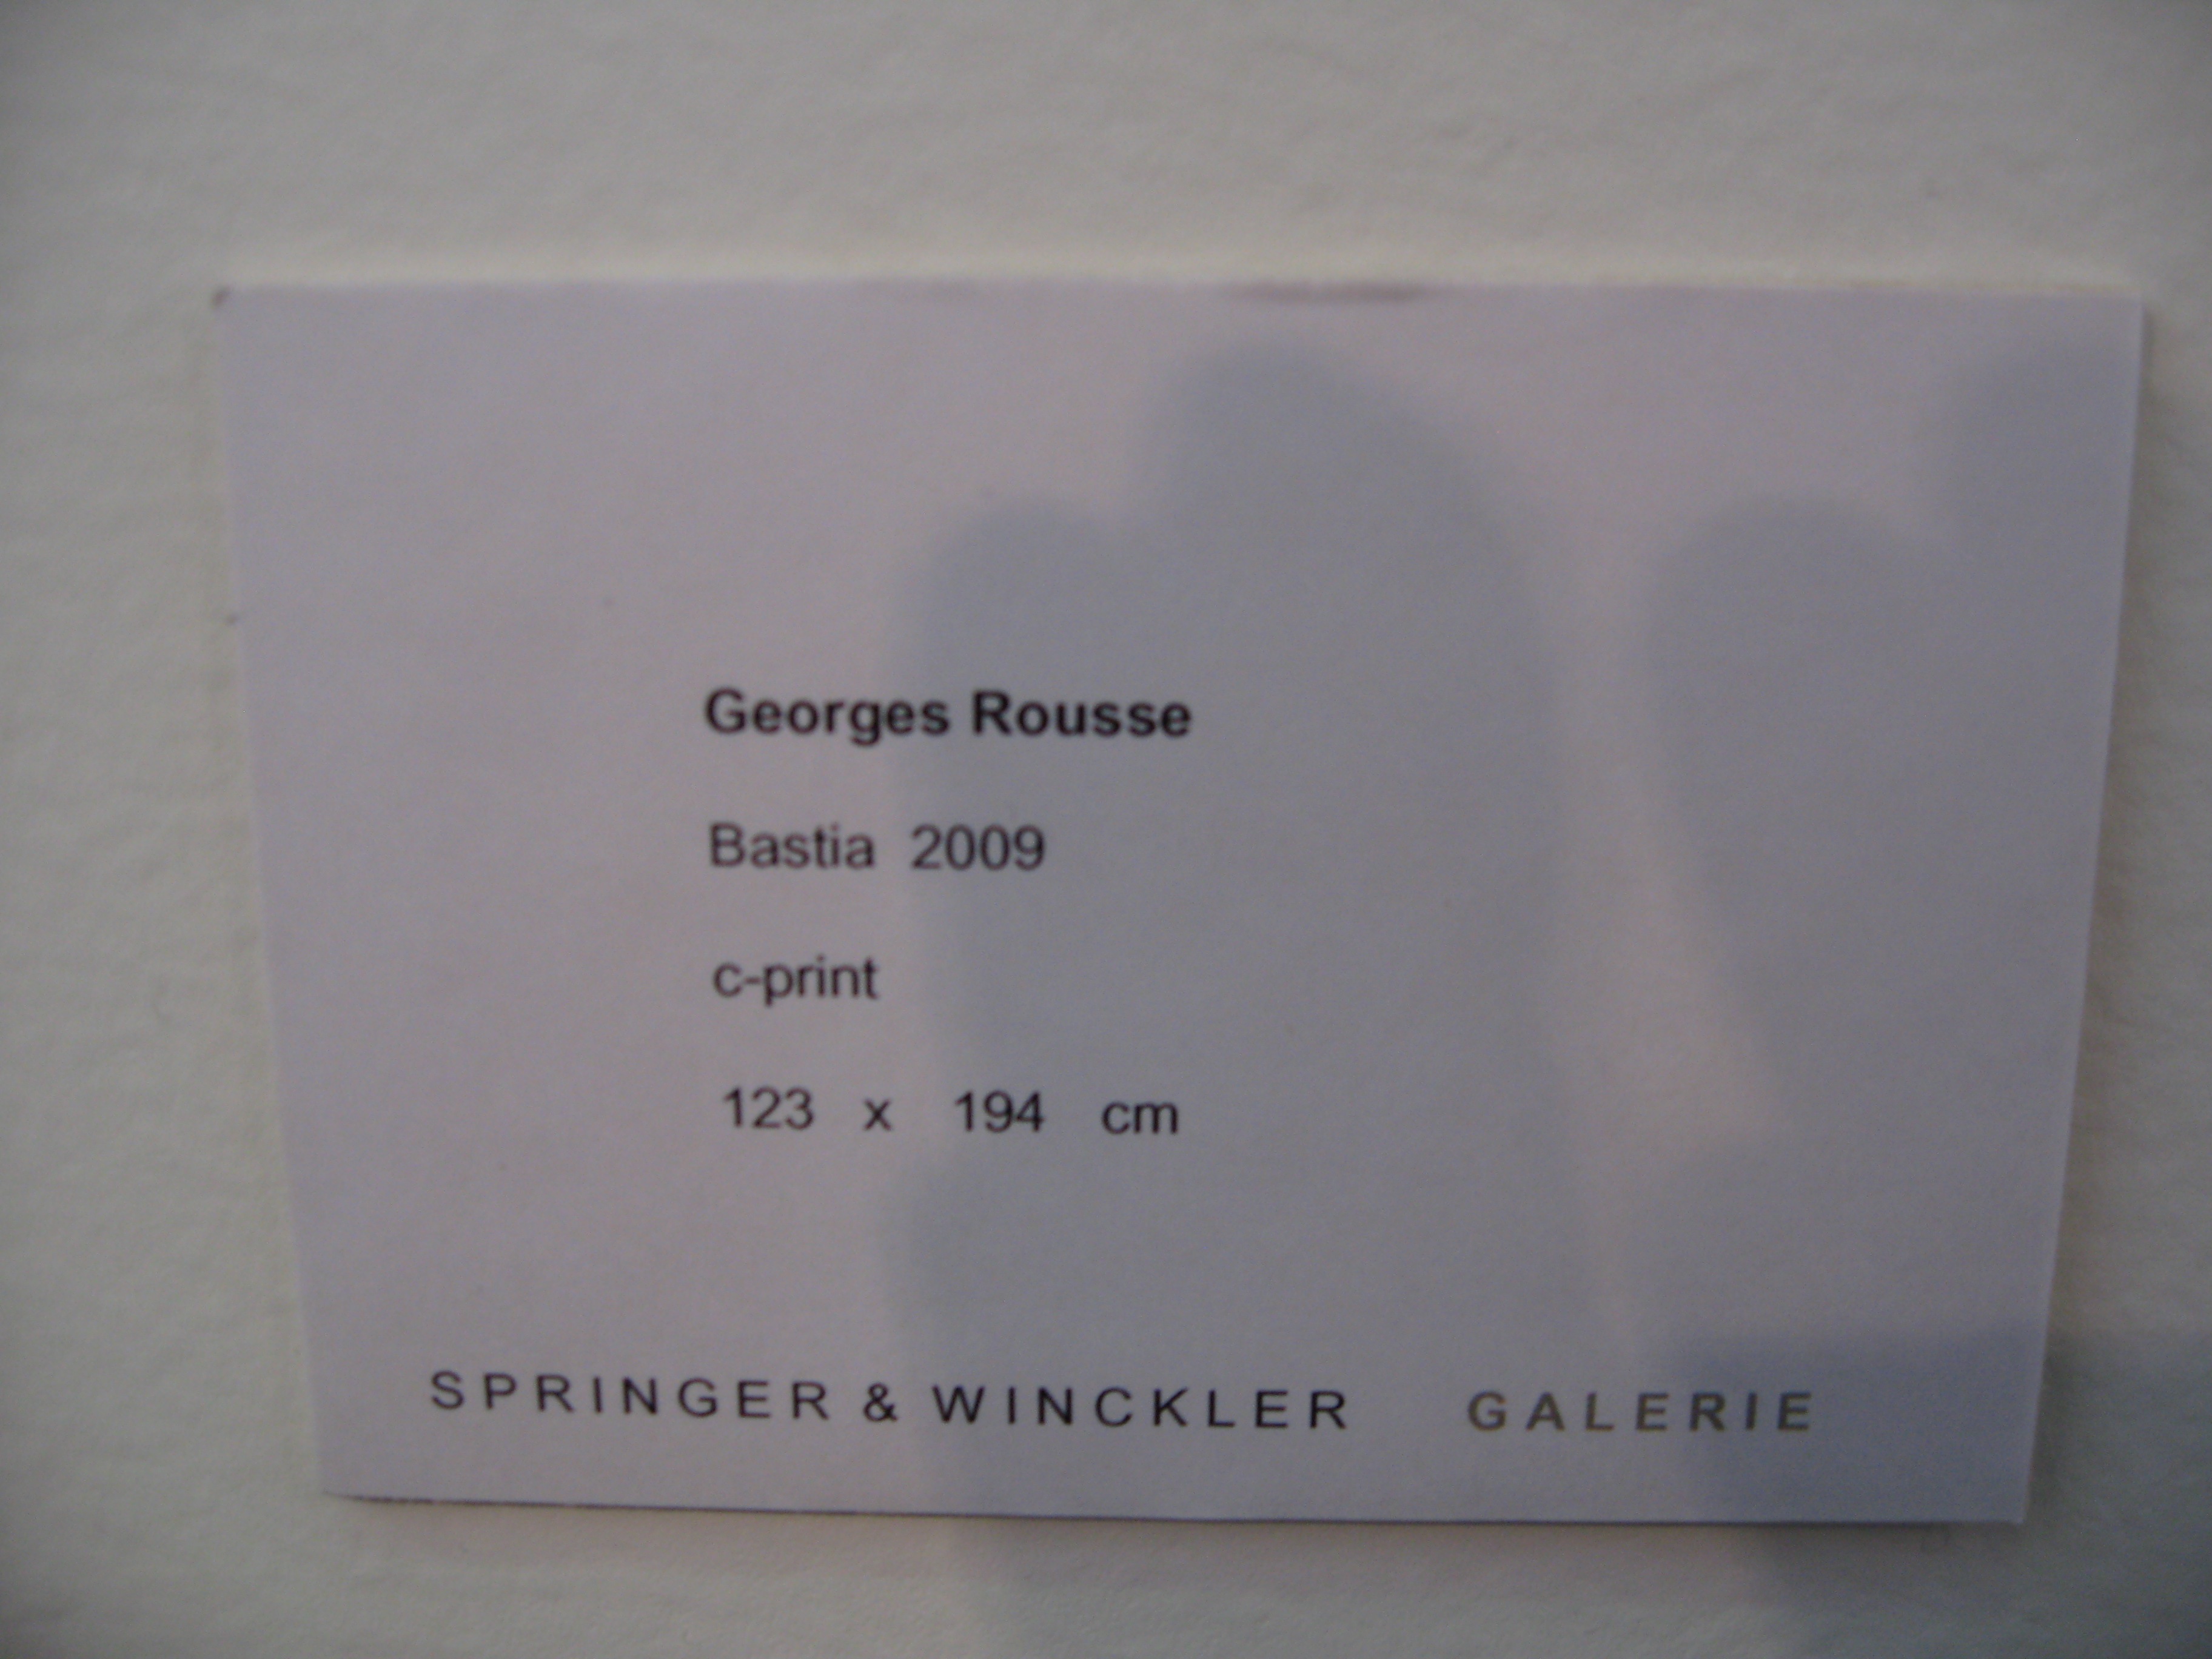 Georges Rousse
Bastia 2009
c-print
123 x 194 cm
SPRINGER & WINCKLER GALERIE